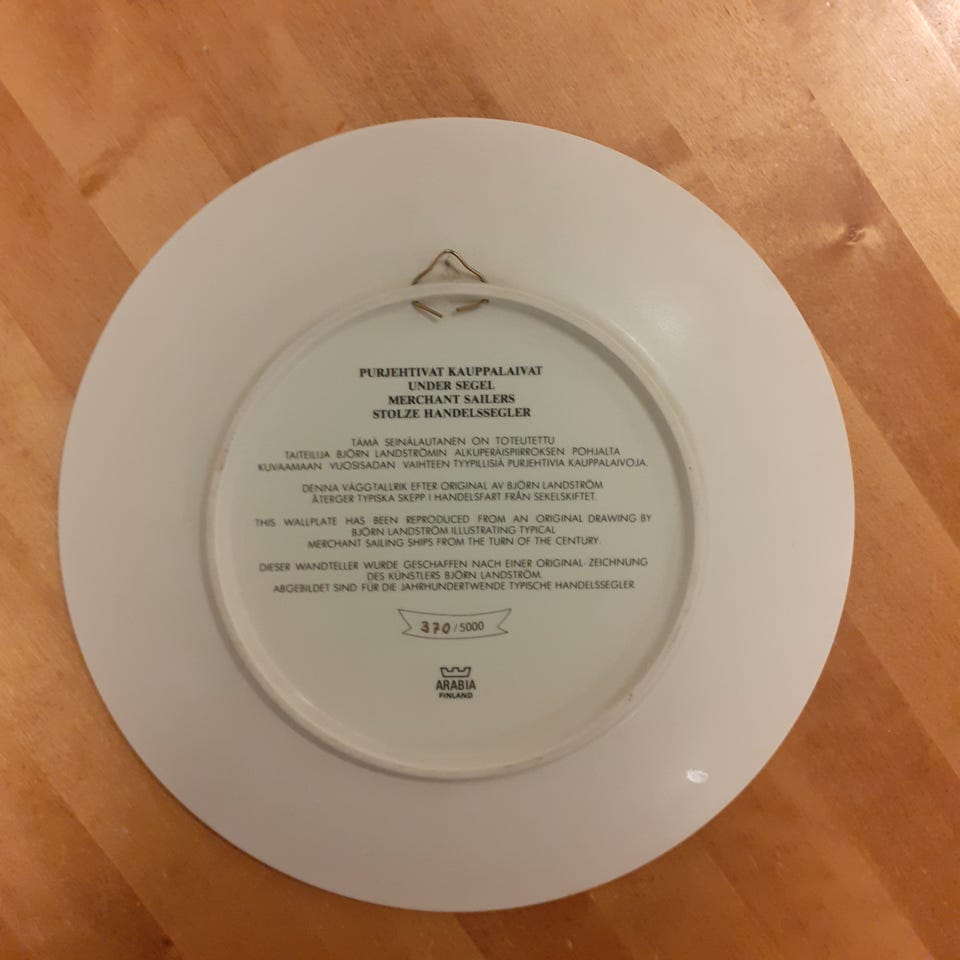 PURJEHTIVAT KAUPPALAIVAT
UNDER SEGEL
MERCHANT SAILERS
STOLZE HANDELSSEGLER
TÄMÄ SEINÄLAUTANEN ON TOTEUTETTU
TAITEILIJA BJÖRN LANDSTRÖMIN ALKUPERÄISPIIRROKSEN POHJALTA
KUVAAMAAN VUOSISADAN VAIHTEEN TYYPILLISIÄ PURJEHTIVIA KAUPPALAIVOJA.
DENNA VÄGGTALLRIK EFTER ORIGINAL AV BJÖRN LANDSTRÖM
ÅTERGER TYPISKA SKEPP I HANDELSFART FRÅN SEKELSKIFTET.
THIS WALLPLATE HAS BEEN REPRODUCED FROM AN ORIGINAL DRAWING BY
BJÖRN LANDSTRÖM ILLUSTRATING TYPICAL
MERCHANT SAILING SHIPS FROM THE TURN OF THE CENTURY.
DIESER WANDTELLER WURDE GESCHAFFEN NACH EINER ORIGINAL-ZEICHNUNG
DES KÜNSTLERS BJÖRN LANDSTRÖM.
ABGEBILDET SIND FÜR DIE JAHRHUNDERTWENDE TYPISCHE HANDELSSEGLER.
370/5000
ARABIA
FINLAND